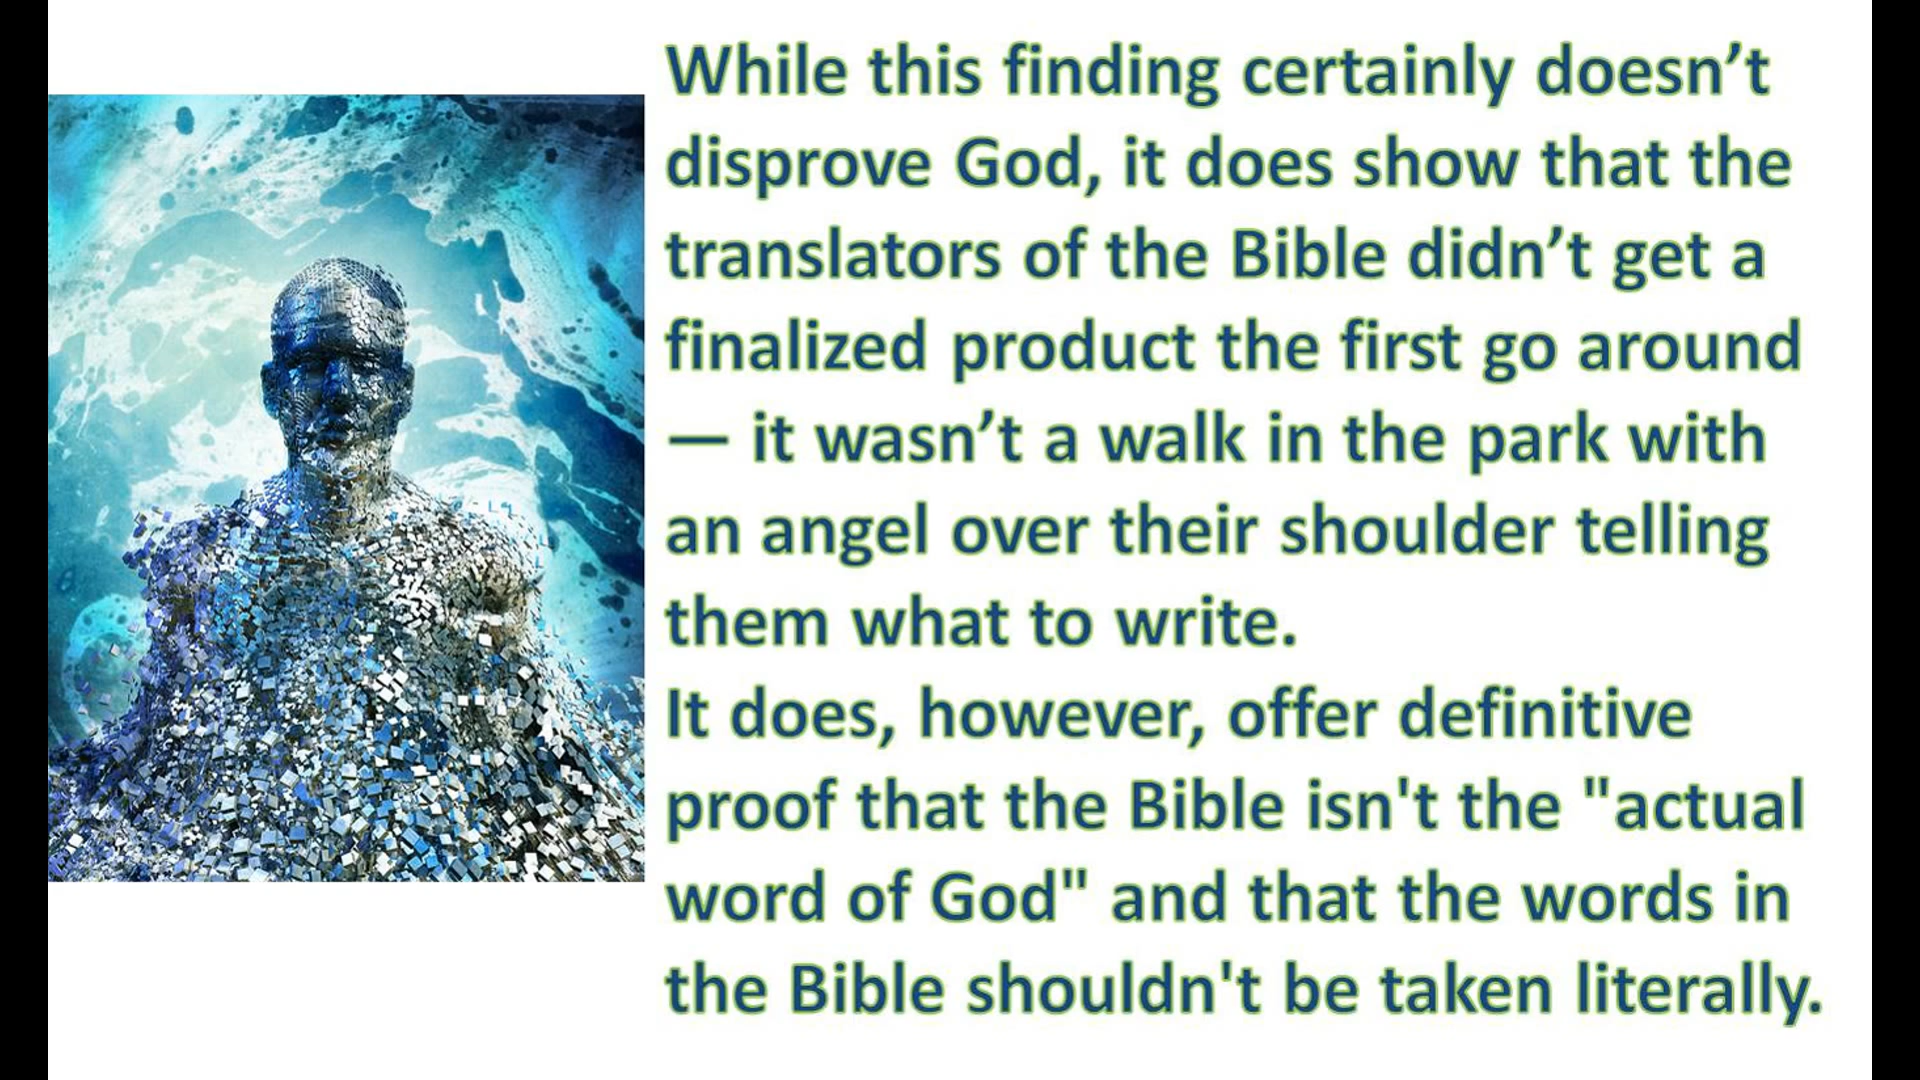 While this finding certainly doesn’t
disprove God, it does show that the
translators of the Bible didn’t get a
finalized product the first go around
— it wasn’t a walk in the park with
an angel over their shoulder telling
them what to write.
It does, however, offer definitive
proof that the Bible isn't the "actual
word of God" and that the words in
the Bible shouldn't be taken literally.